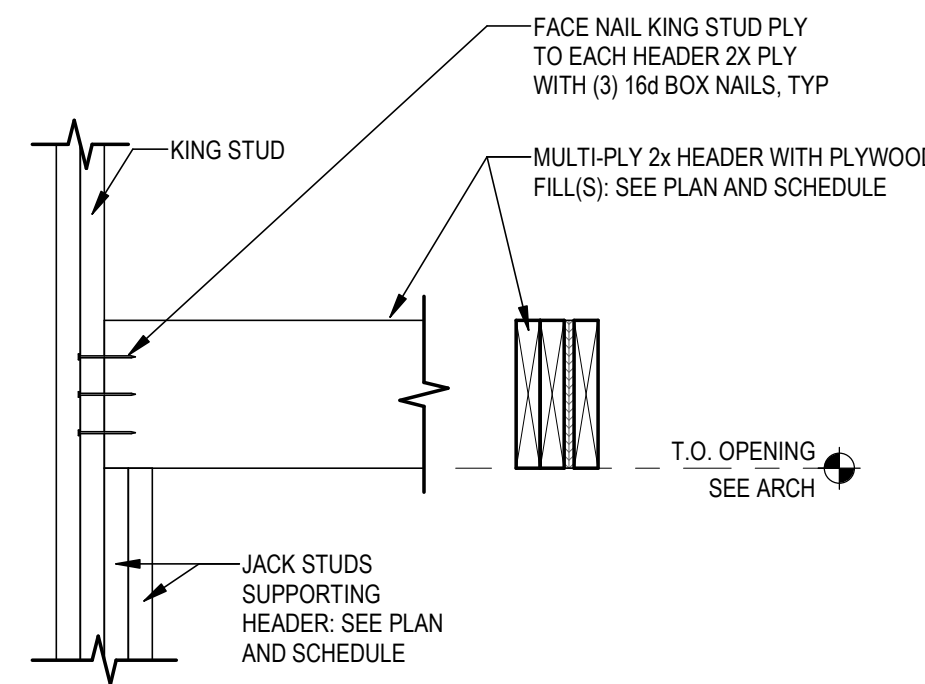 FACE NAIL KING STUD PLY
TO EACH HEADER 2X PLY
WITH (3) 16d BOX NAILS, TYP
KING STUD
MULTI-PLY 2x HEADER WITH PLYWOOD
FILL(S): SEE PLAN AND SCHEDULE
T.O. OPENING
SEE ARCH
JACK STUDS
SUPPORTING
HEADER: SEE PLAN
AND SCHEDULE